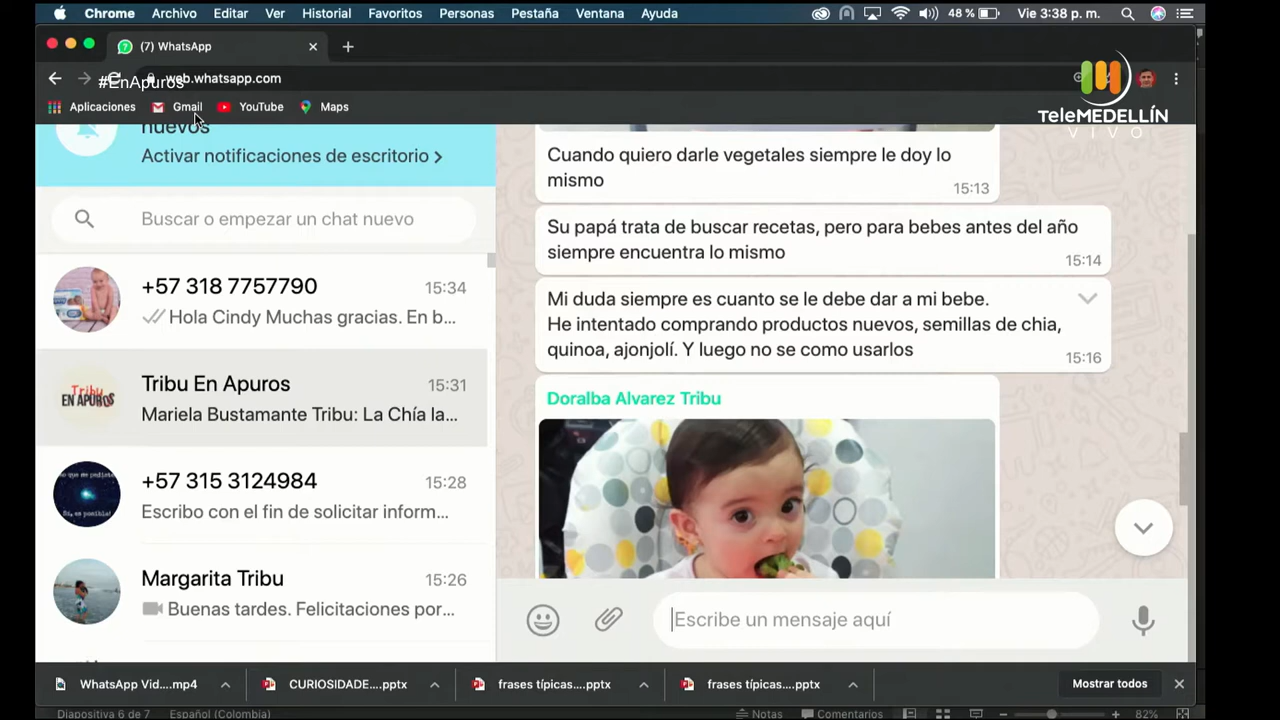 Chrome Archivo Editar Ver Historial Favoritos Personas Pestaña Ventana Ayuda
48 % Vie 3:38 p. m.
(7) WhatsApp
#EnApuros
web.whatsapp.com
Aplicaciones Gmail YouTube Maps
TeleMEDELLÍN
VIVO
nuevos
Activar notificaciones de escritorio
Buscar o empezar un chat nuevo
+57 318 7757790 15:34
Hola Cindy Muchas gracias. En b...
Tribu
EN APUROS
Tribu En Apuros 15:31
Mariela Bustamante Tribu: La Chía la...
+57 315 3124984 15:28
Escribo con el fin de solicitar inform...
Margarita Tribu 15:26
Buenas tardes. Felicitaciones por...
Cuando quiero darle vegetales siempre le doy lo
mismo
15:13
Su papá trata de buscar recetas, pero para bebes antes del año
siempre encuentra lo mismo
15:14
Mi duda siempre es cuanto se le debe dar a mi bebe.
He intentado comprando productos nuevos, semillas de chia,
quinoa, ajonjolí. Y luego no se como usarlos
15:16
Doralba Alvarez Tribu
Escribe un mensaje aquí
WhatsApp Vid....mp4 CURIOSIDADE....pptx frases típicas....pptx frases típicas....pptx Mostrar todos
Diapositiva 6 de 7 Español (Colombia) Notas Comentarios 82%